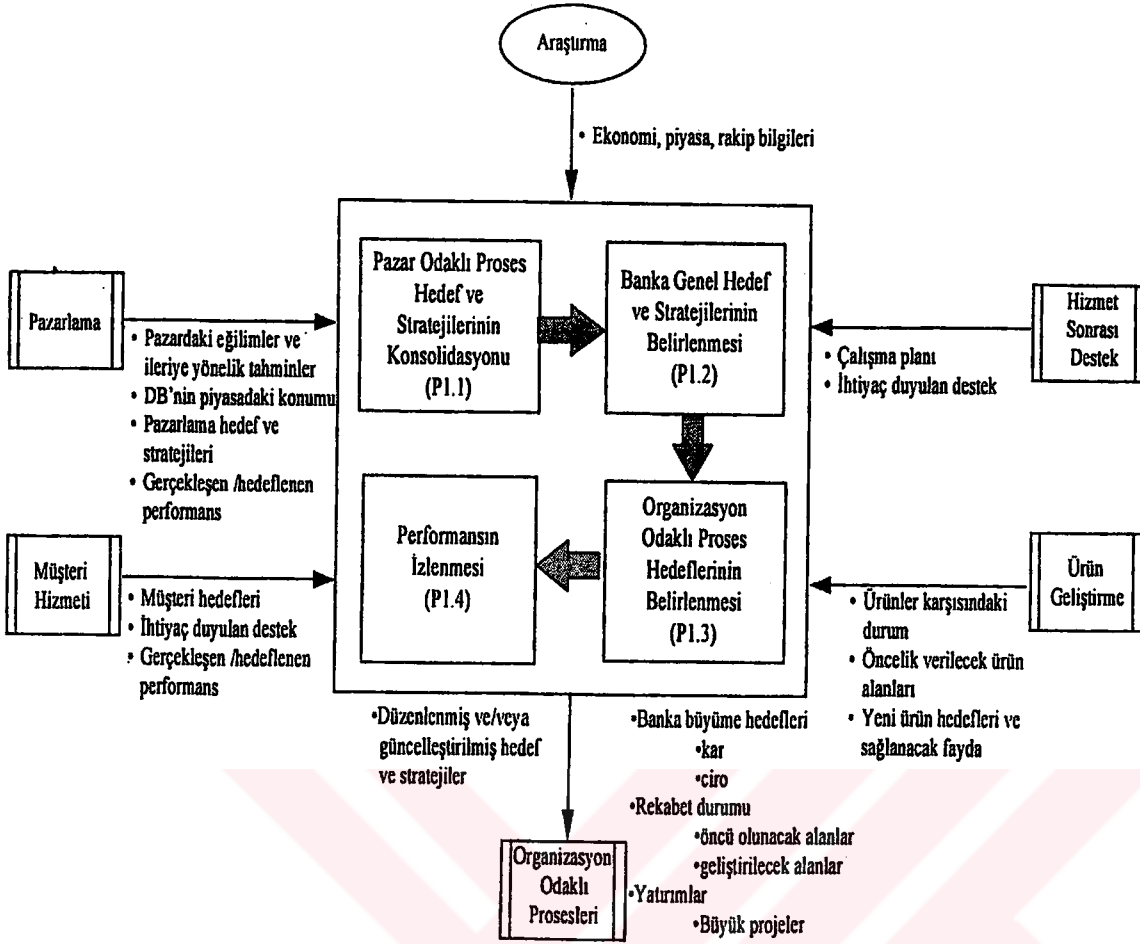 Araştırma
• Ekonomi, piyasa, rakip bilgileri
Pazarlama
• Pazardaki eğilimler ve
ileriye yönelik tahminler
• DB'nin piyasadaki konumu
• Pazarlama hedef ve
stratejileri
• Gerçekleşen /hedeflenen
performans
Müşteri
Hizmeti
• Müşteri hedefleri
• İhtiyaç duyulan destek
• Gerçekleşen /hedeflenen
performans
Pazar Odaklı Proses
Hedef ve
Stratejilerinin
Konsolidasyonu
(P1.1)
Banka Genel Hedef
ve Stratejilerinin
Belirlenmesi
(P1.2)
Organizasyon
Odaklı Proses
Hedeflerinin
Belirlenmesi
(P1.3)
Performansın
İzlenmesi
(P1.4)
Hizmet
Sonrası
Destek
• Çalışma planı
• İhtiyaç duyulan destek
Ürün
Geliştirme
• Ürünler karşısındaki
durum
• Öncelik verilecek ürün
alanları
• Yeni ürün hedefleri ve
sağlanacak fayda
•Düzenlenmiş ve/veya
güncelleştirilmiş hedef
ve stratejiler
•Banka büyüme hedefleri
•kar
•ciro
•Rekabet durumu
•öncü olunacak alanlar
•geliştirilecek alanlar
•Yatırımlar
•Büyük projeler
Organizasyon
Odaklı
Prosesleri